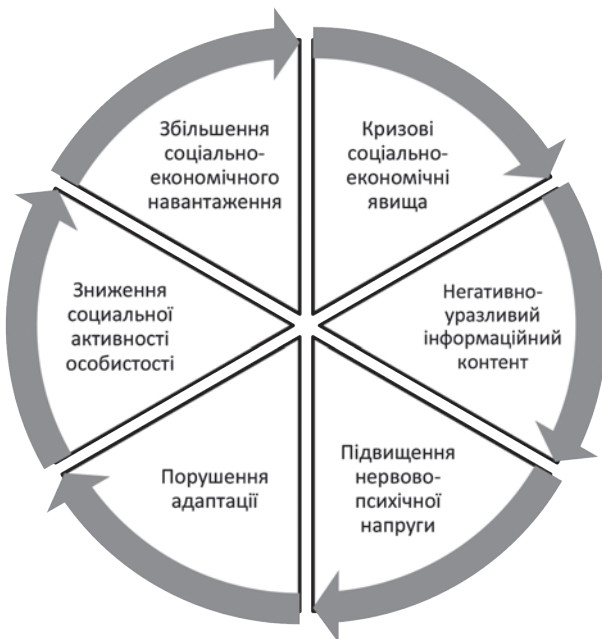 Збільшення
соціально-
економічного
навантаження
Кризові
соціально-
економічні
явища
Негативно-
уразливий
інформаційний
контент
Підвищення
нервово-
психічної
напруги
Порушення
адаптації
Зниження
социальної
активності
особистості